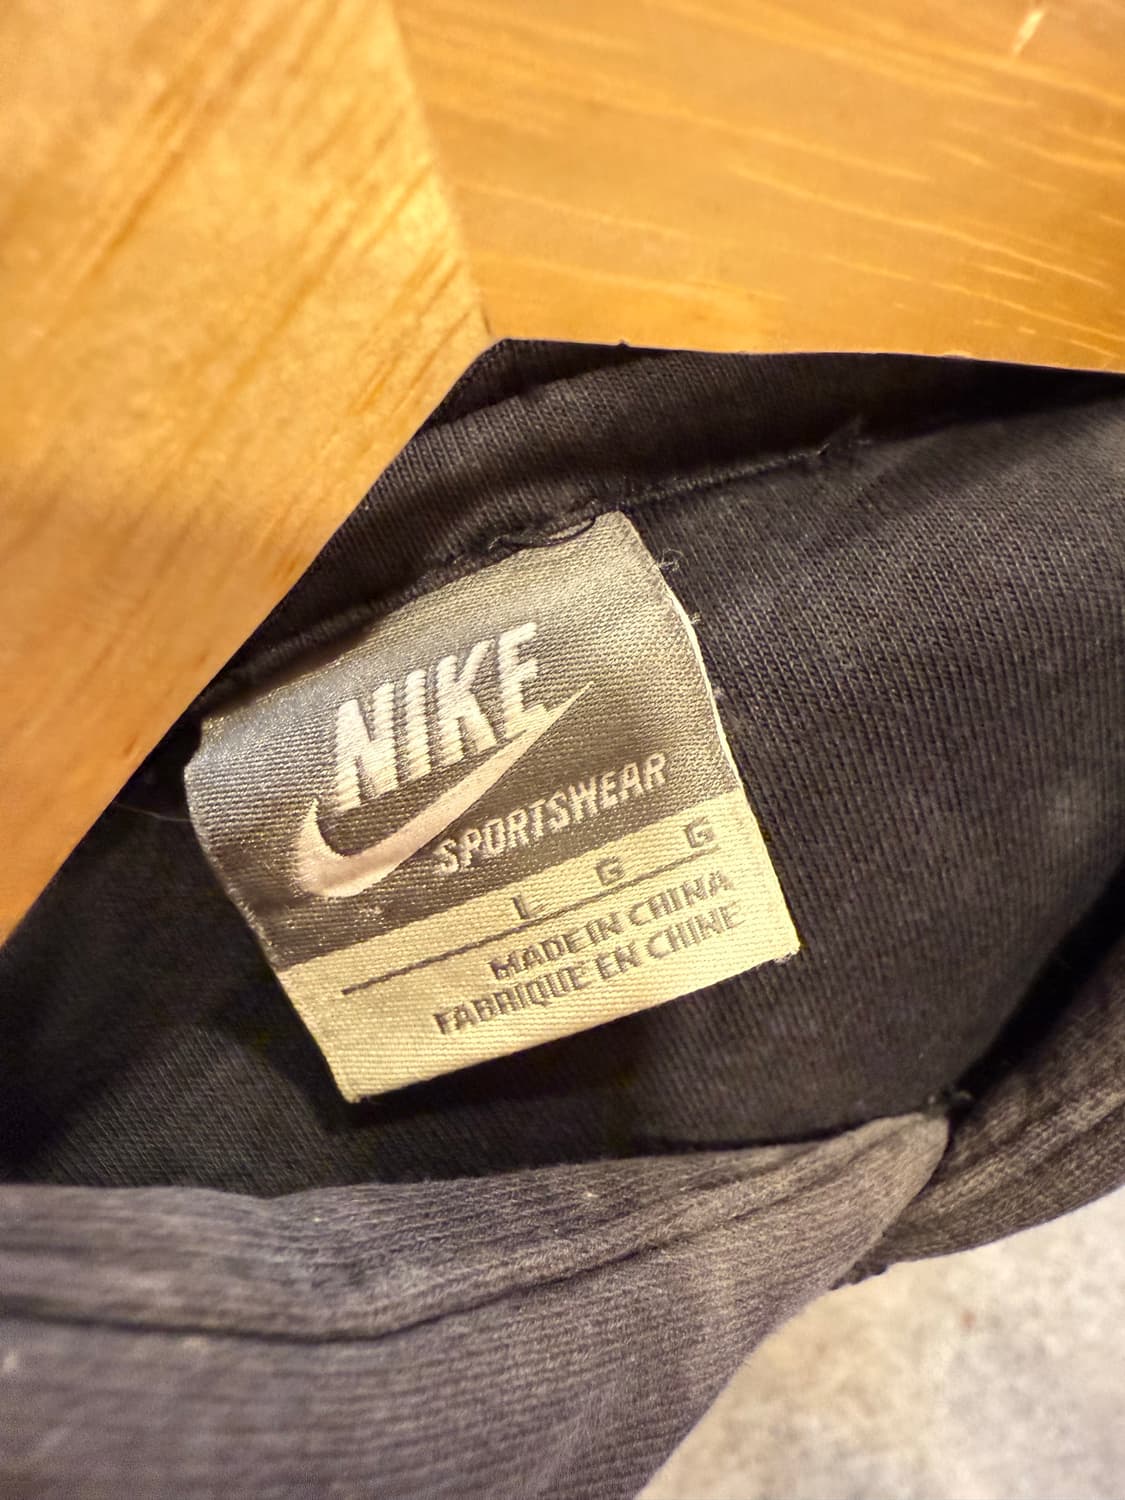 NIKE
SPORTSWEAR
L G G
MADE IN CHINA
FABRIQUE EN CHINE